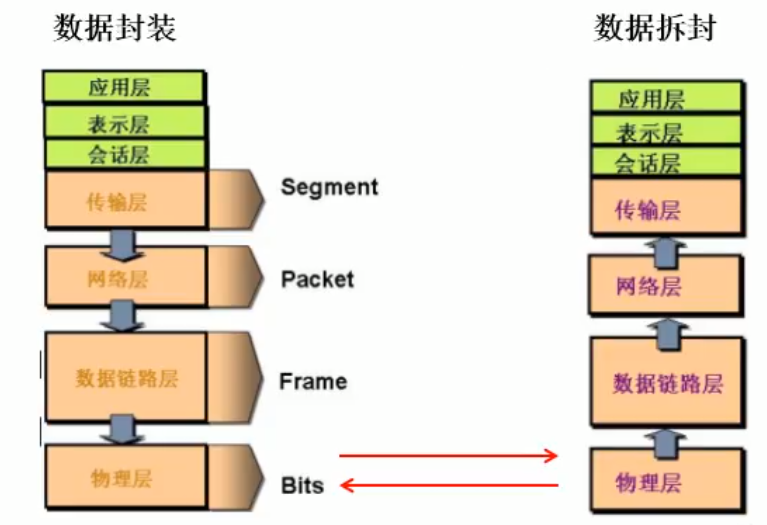 数据封装
应用层
表示层
会话层
传输层
Segment
网络层
Packet
数据链路层
Frame
物理层
Bits
数据拆封
应用层
表示层
会话层
传输层
网络层
数据链路层
物理层